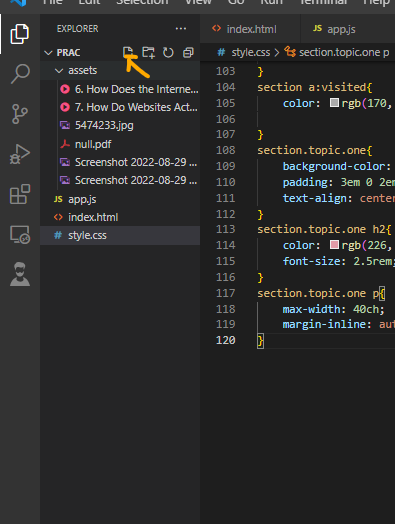 Selection
View
Go
Run
Terminal
EXPLORER
PRAC
assets
6. How Does the Interne...
7. How Do Websites Act...
5474233.jpg
null.pdf
Screenshot 2022-08-29 ...
Screenshot 2022-08-29 ...
JS app.js
<> index.html
# style.css
<> index.html
JS app.js
# style.css > section.topic.one p
103 }
104 section a:visited{
105 color: rgb(170,
106
107 }
108 section.topic.one{
109 background-color:
110 padding: 3em 0 2em
111 text-align: center
112 }
113 section.topic.one h2{
114 color: rgb(226,
115 font-size: 2.5rem;
116 }
117 section.topic.one p{
118 max-width: 40ch;
119 margin-inline: aut
120 }